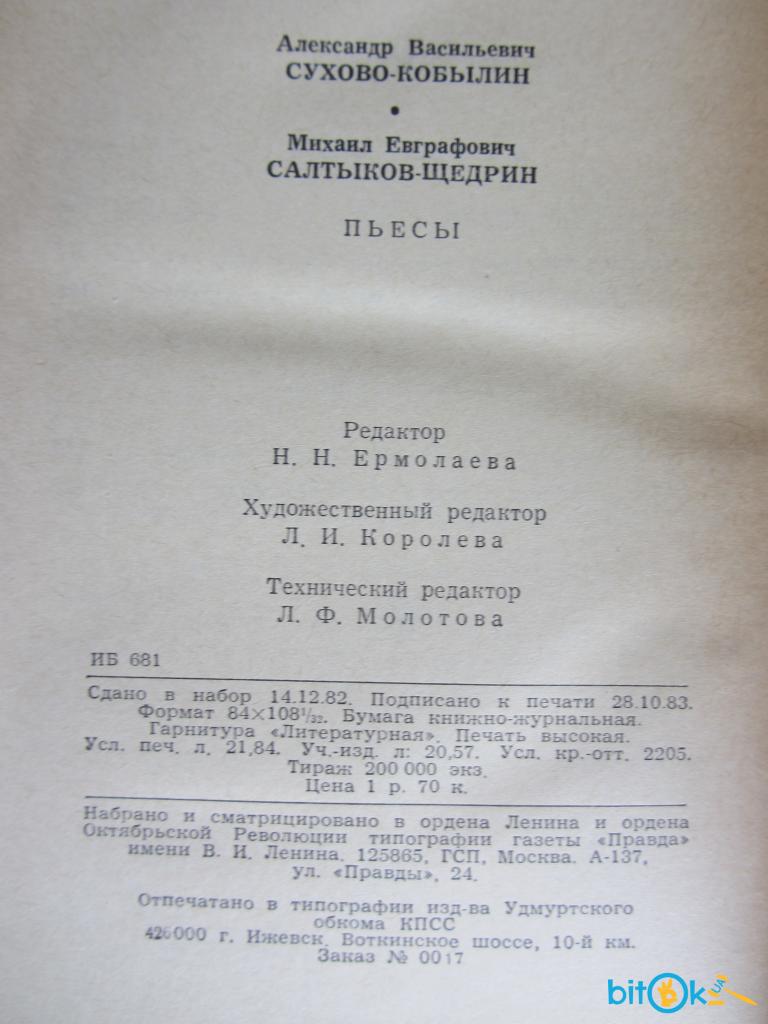 Александр Васильевич
СУХОВО-КОБЫЛИН
•
Михаил Евграфович
САЛТЫКОВ-ЩЕДРИН
ПЬЕСЫ
Редактор
Н. Н. Ермолаева
Художественный редактор
Л. И. Королева
Технический редактор
Л. Ф. Молотова
ИБ 681
Сдано в набор 14.12.82. Подписано к печати 28.10.83.
Формат 84×108¹/₃₂. Бумага книжно-журнальная.
Гарнитура «Литературная». Печать высокая.
Усл. печ. л. 21,84. Уч.-изд. л: 20,57. Усл. кр.-отт. 2205.
Тираж 200 000 экз.
Цена 1 р. 70 к.
Набрано и сматрицировано в ордена Ленина и ордена
Октябрьской Революции типографии газеты «Правда»
имени В. И. Ленина. 125865, ГСП, Москва. А-137,
ул. «Правды», 24.
Отпечатано в типографии изд-ва Удмуртского
обкома КПСС
426000 г. Ижевск, Воткинское шоссе, 10-й км.
Заказ № 0017
bitOk.UA